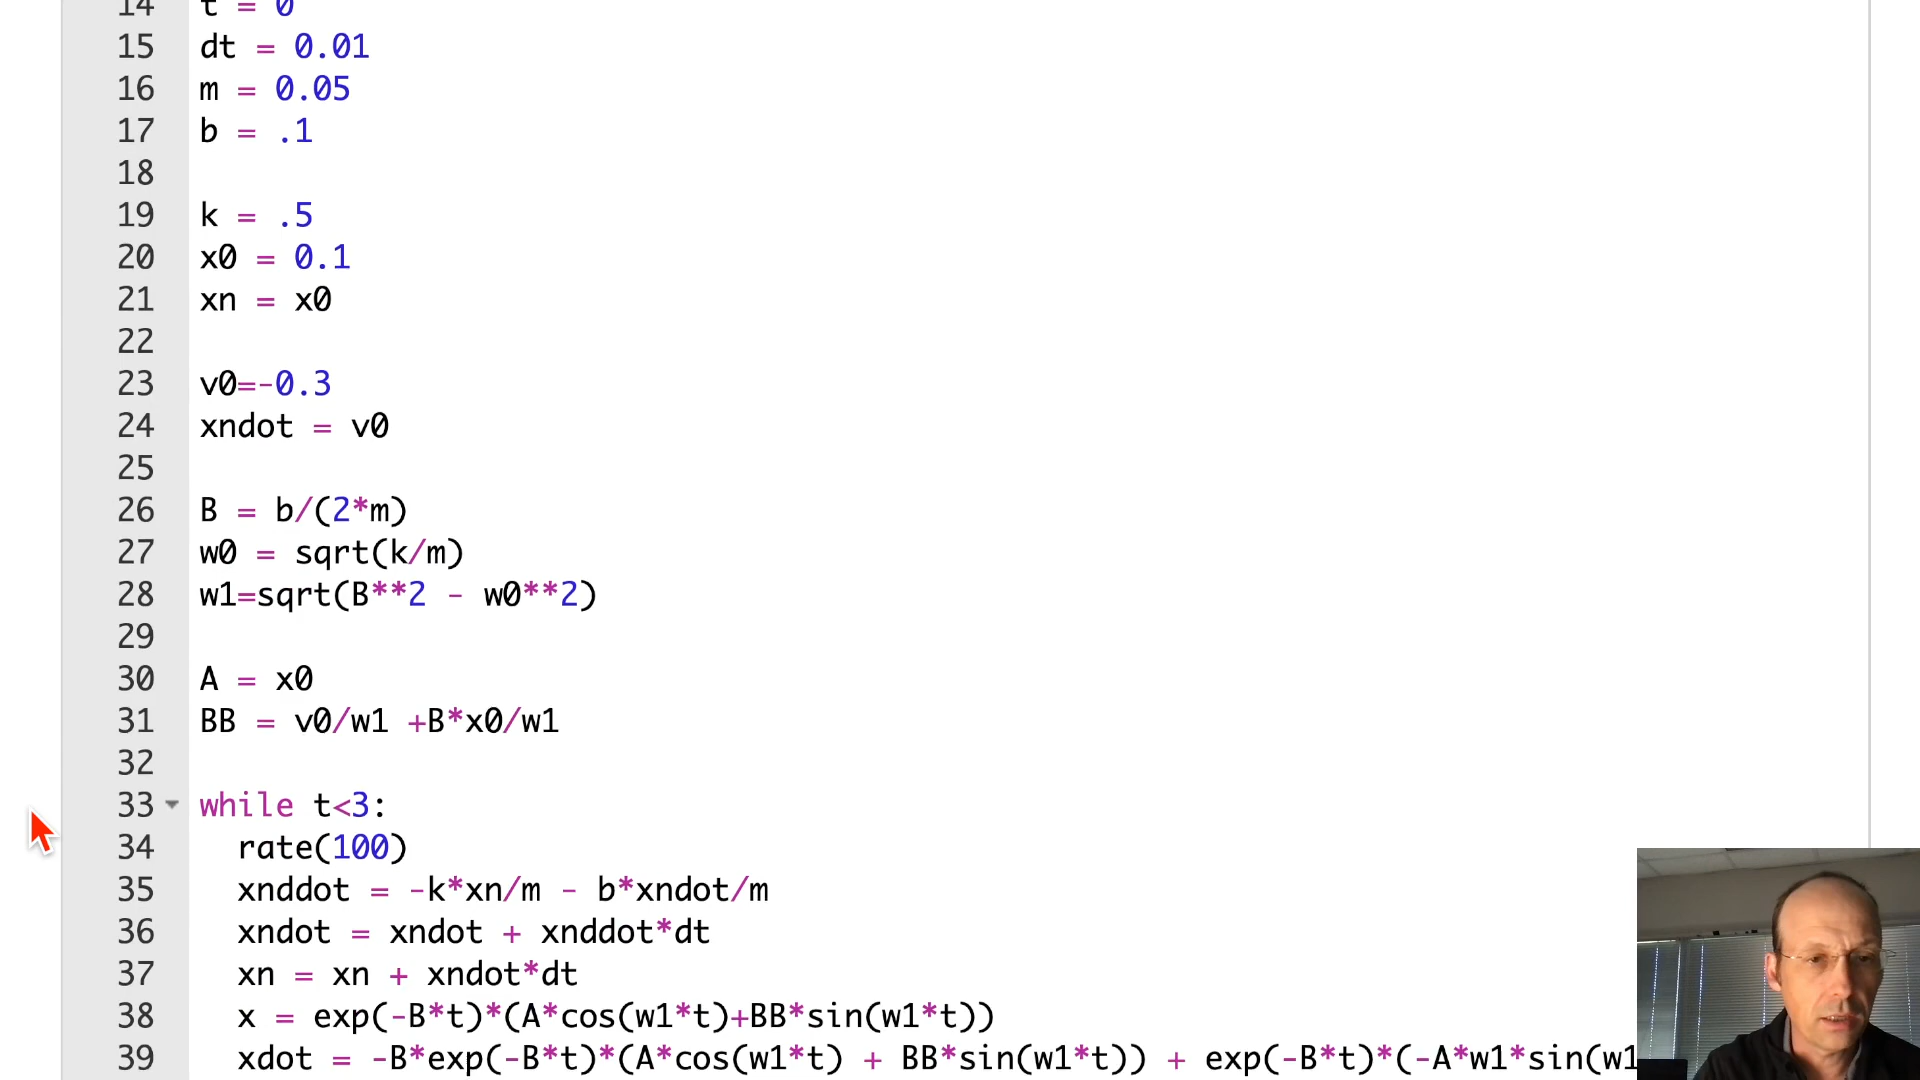 14 t = 0
15 dt = 0.01
16 m = 0.05
17 b = .1
18
19 k = .5
20 x0 = 0.1
21 xn = x0
22
23 v0=-0.3
24 xndot = v0
25
26 B = b/(2*m)
27 w0 = sqrt(k/m)
28 w1=sqrt(B**2 - w0**2)
29
30 A = x0
31 BB = v0/w1 +B*x0/w1
32
33 while t<3:
34 rate(100)
35 xnddot = -k*xn/m - b*xndot/m
36 xndot = xndot + xnddot*dt
37 xn = xn + xndot*dt
38 x = exp(-B*t)*(A*cos(w1*t)+BB*sin(w1*t))
39 xdot = -B*exp(-B*t)*(A*cos(w1*t) + BB*sin(w1*t)) + exp(-B*t)*(-A*w1*sin(w1